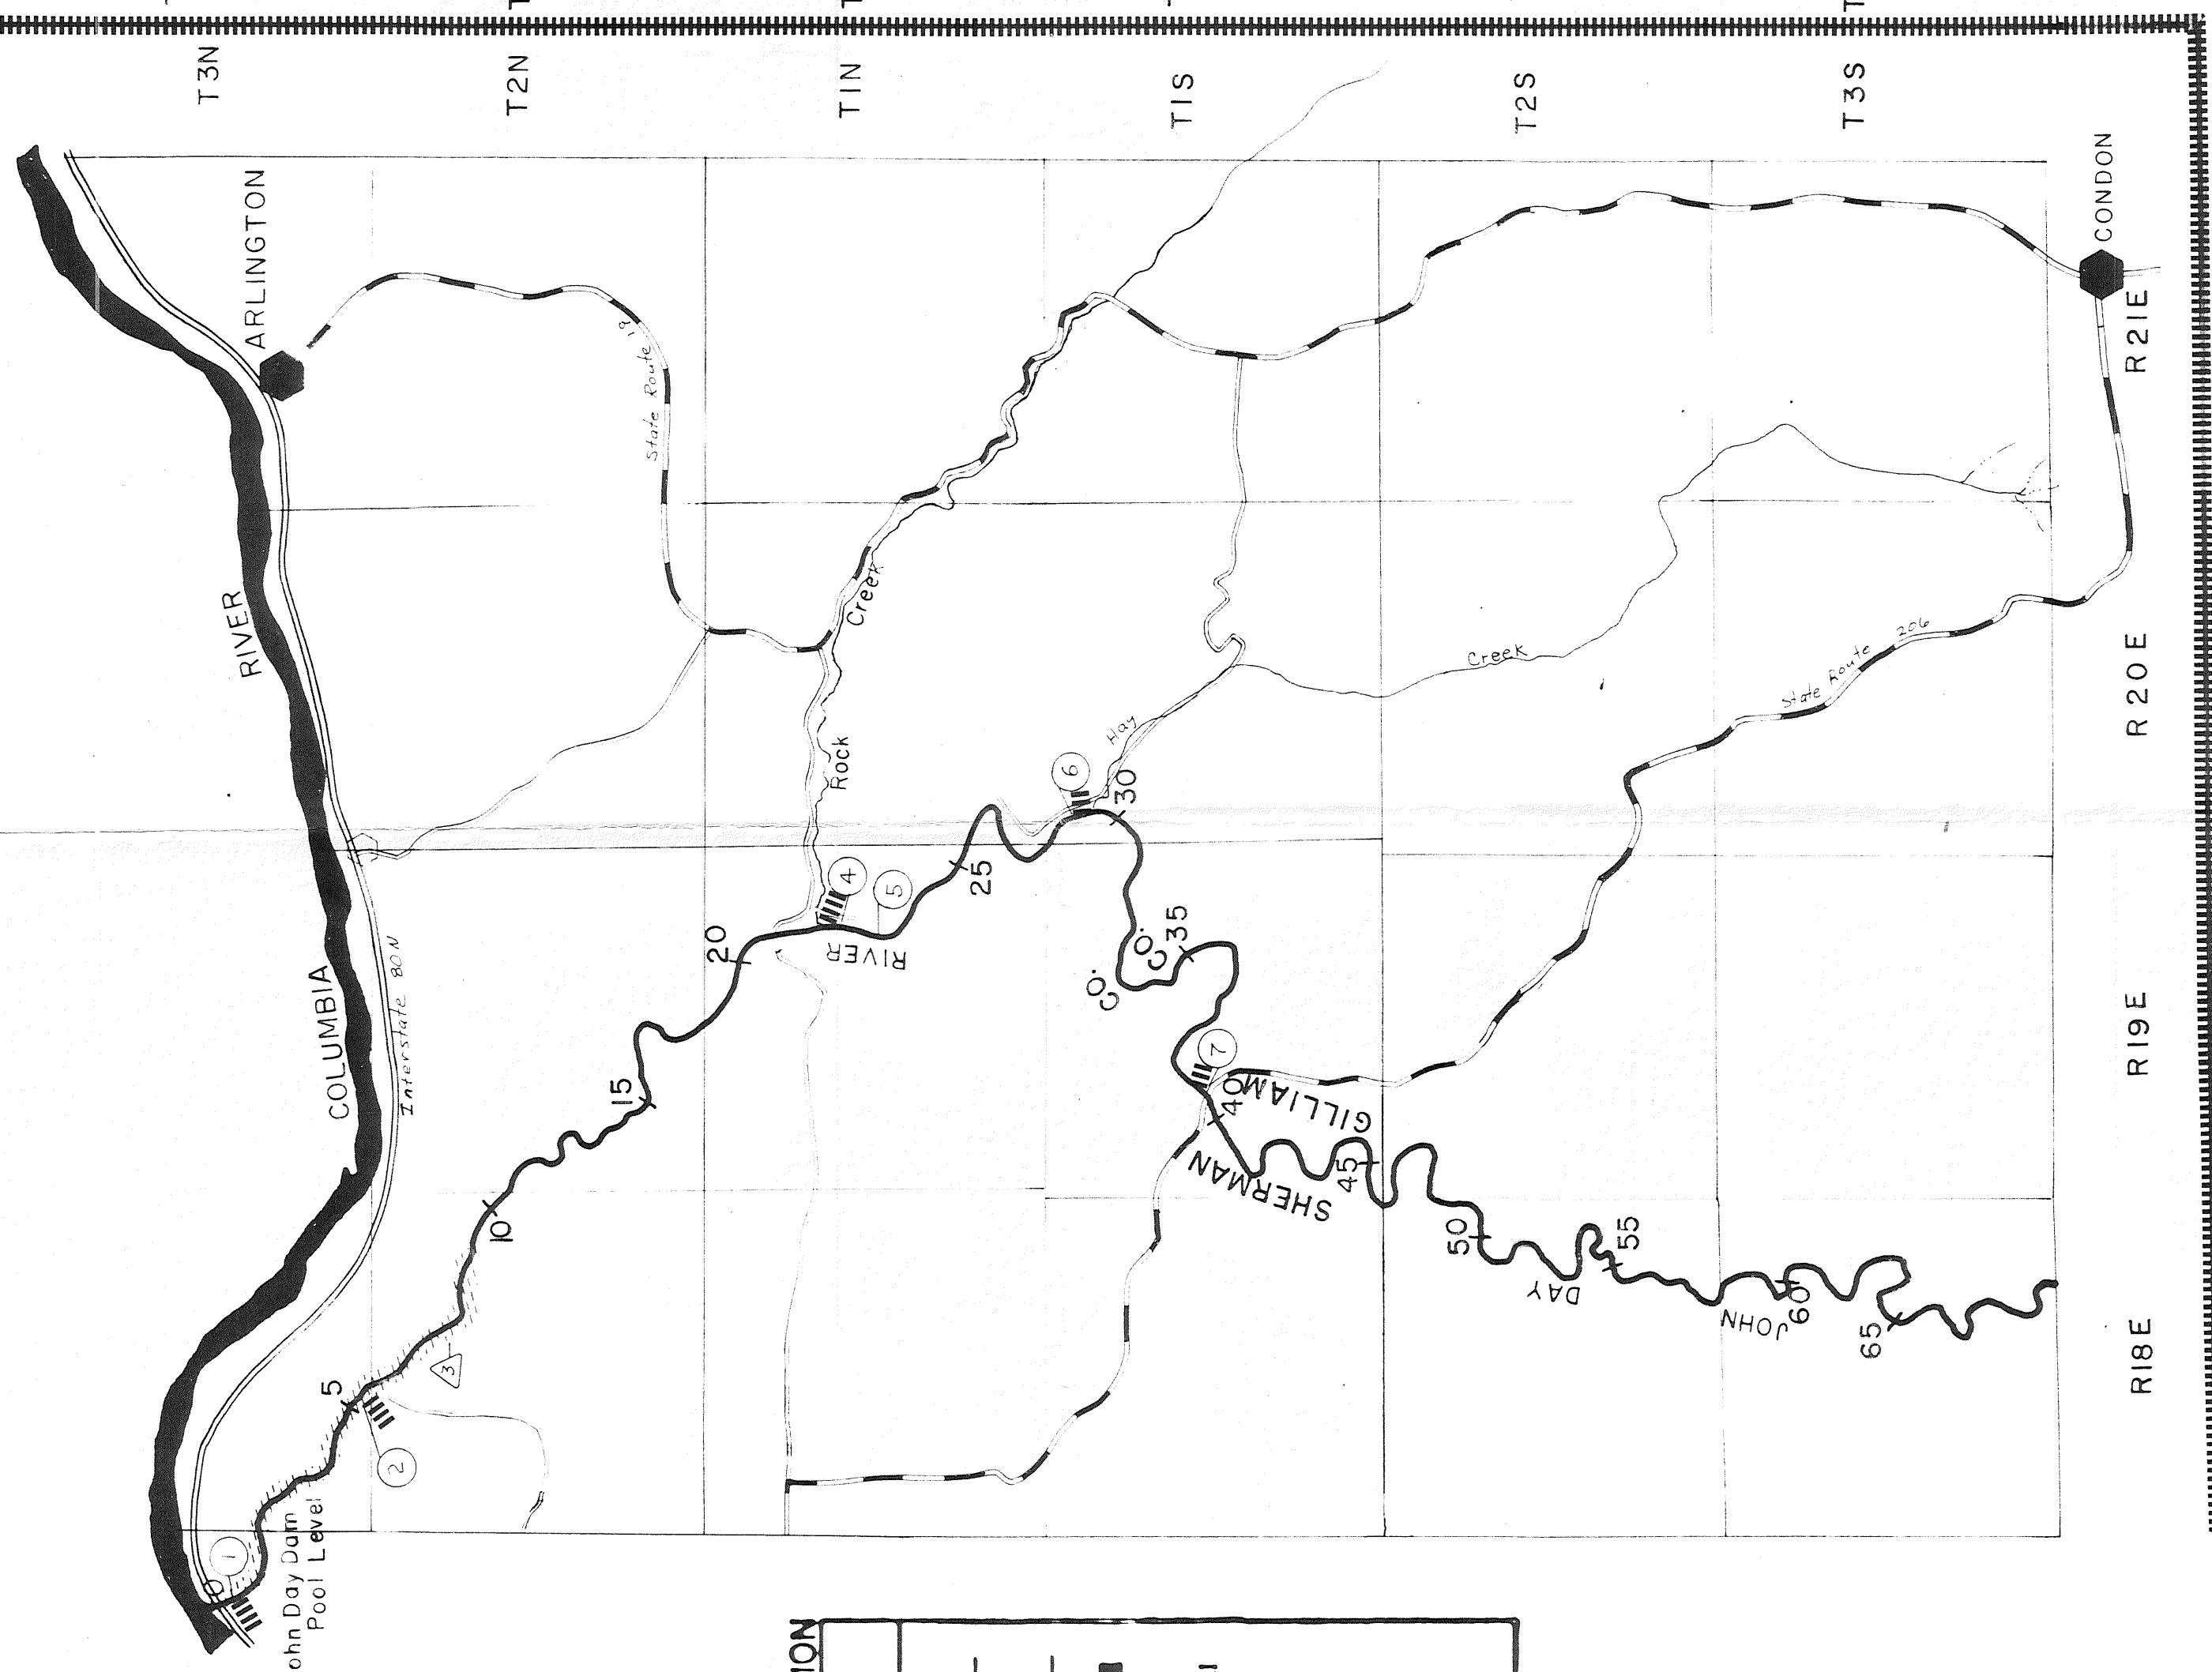 T3N
T2N
T1N
T1S
T2S
T3S
ARLINGTON
CONDON
R21E
R20E
R19E
R18E
COLUMBIA
RIVER
Interstate 80N
State Route 19
State Route 206
Rock
Creek
Hay
Creek
JOHN
DAY
RIVER
SHERMAN
CO.
GILLIAM
CO.
0
5
10
15
20
25
30
35
40
45
50
55
60
65
1
2
3
4
5
6
7
ohn Day Dam
Pool Level
ION